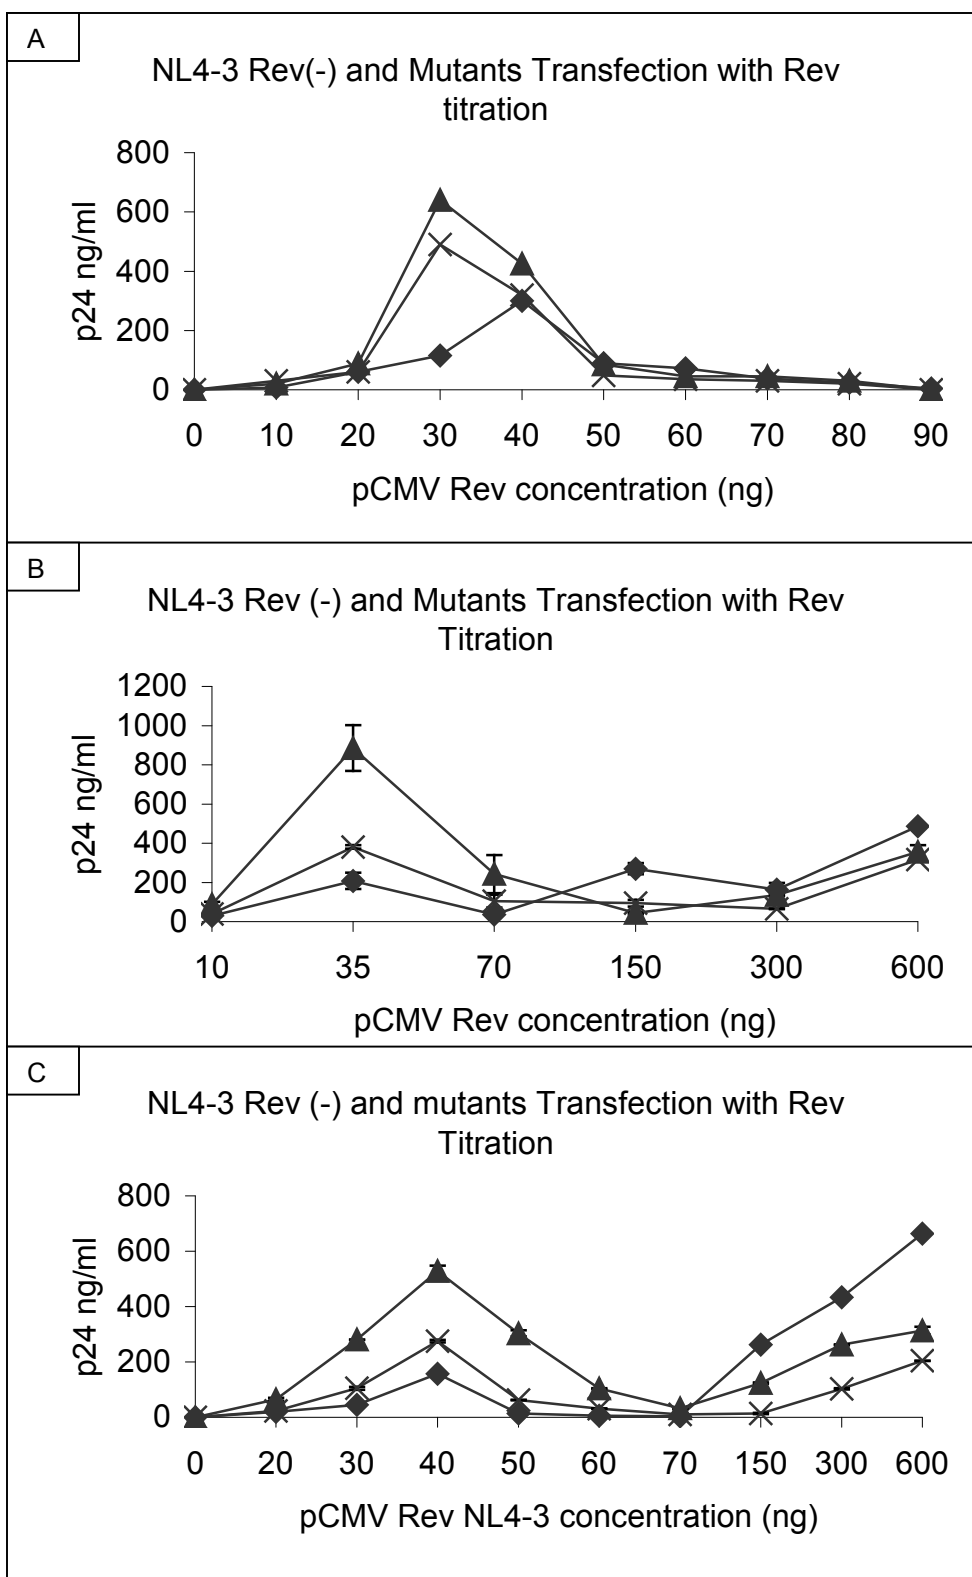 A
NL4-3 Rev(-) and Mutants Transfection with Rev
titration
800
600
400
200
0
p24 ng/ml
0 10 20 30 40 50 60 70 80 90
pCMV Rev concentration (ng)
B
NL4-3 Rev (-) and Mutants Transfection with Rev
Titration
1200
1000
800
600
400
200
0
p24 ng/ml
10 35 70 150 300 600
pCMV Rev concentration (ng)
C
NL4-3 Rev (-) and mutants Transfection with Rev
Titration
800
600
400
200
0
p24 ng/ml
0 20 30 40 50 60 70 150 300 600
pCMV Rev NL4-3 concentration (ng)